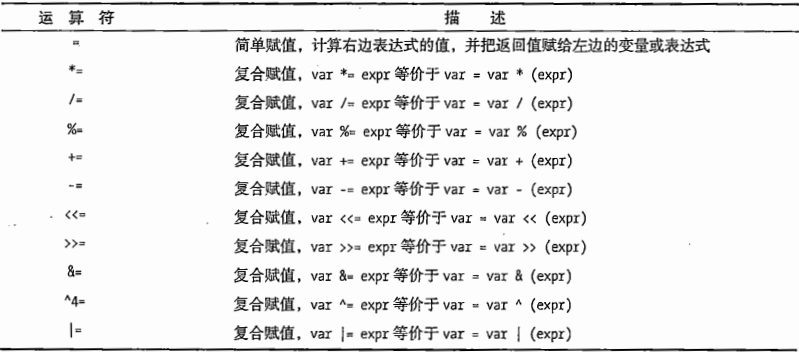 运 算 符 描 述
= 简单赋值，计算右边表达式的值，并把返回值赋给左边的变量或表达式
*= 复合赋值，var *= expr 等价于 var = var * (expr)
/= 复合赋值，var /= expr 等价于 var = var / (expr)
%= 复合赋值，var %= expr 等价于 var = var % (expr)
+= 复合赋值，var += expr 等价于 var = var + (expr)
-= 复合赋值，var -= expr 等价于 var = var - (expr)
<<= 复合赋值，var <<= expr 等价于 var = var << (expr)
>>= 复合赋值，var >>= expr 等价于 var = var >> (expr)
&= 复合赋值，var &= expr 等价于 var = var & (expr)
^4= 复合赋值，var ^= expr 等价于 var = var ^ (expr)
|= 复合赋值，var |= expr 等价于 var = var | (expr)